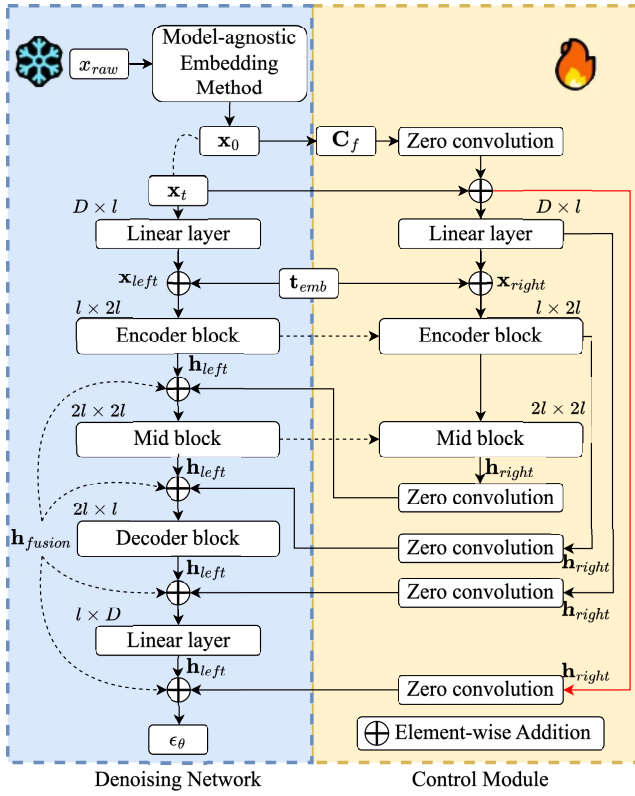 x_raw
Model-agnostic
Embedding
Method
x_0
C_f
Zero convolution
x_t
D × l
D × l
Linear layer
Linear layer
x_left
t_emb
x_right
l × 2l
l × 2l
Encoder block
Encoder block
h_left
2l × 2l
2l × 2l
Mid block
Mid block
h_left
h_right
Zero convolution
2l × l
h_fusion
Decoder block
Zero convolution
h_left
h_right
Zero convolution
h_right
l × D
Linear layer
h_left
h_right
Zero convolution
ϵ_θ
Element-wise Addition
Denoising Network
Control Module